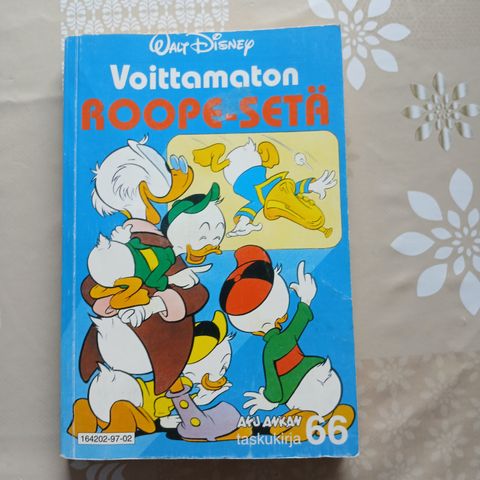 WALT DISNEY
Voittamaton
ROOPE-SETÄ
AKU ANKAN
taskukirja 66
164202-97-02